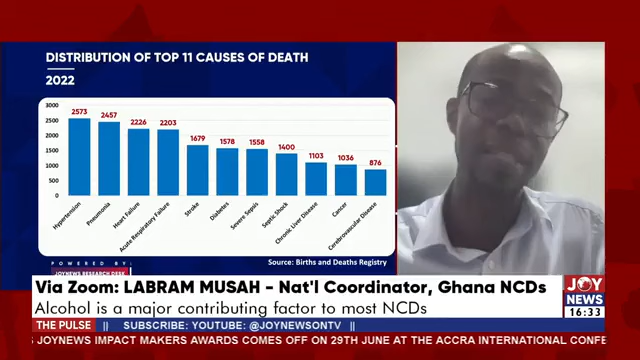 DISTRIBUTION OF TOP 11 CAUSES OF DEATH
2022
3000
2500
2000
1500
1000
500
0
2573
2457
2226
2203
1679
1578
1558
1400
1103
1036
876
Hypertension
Pneumonia
Heart Failure
Acute Respiratory Failure
Stroke
Diabetes
Severe Sepsis
Septic Shock
Chronic Liver Disease
Cancer
Cerebrovascular Disease
POWERED BY:
JOYNEWS RESEARCH DESK
Source: Births and Deaths Registry
Via Zoom: LABRAM MUSAH - Nat'l Coordinator, Ghana NCDs
Alcohol is a major contributing factor to most NCDs
JOY
NEWS
16:33
THE PULSE || SUBSCRIBE: YOUTUBE: @JOYNEWSONTV ||
JOYNEWS IMPACT MAKERS AWARDS COMES OFF ON 29TH JUNE AT THE ACCRA INTERNATIONAL CONFE